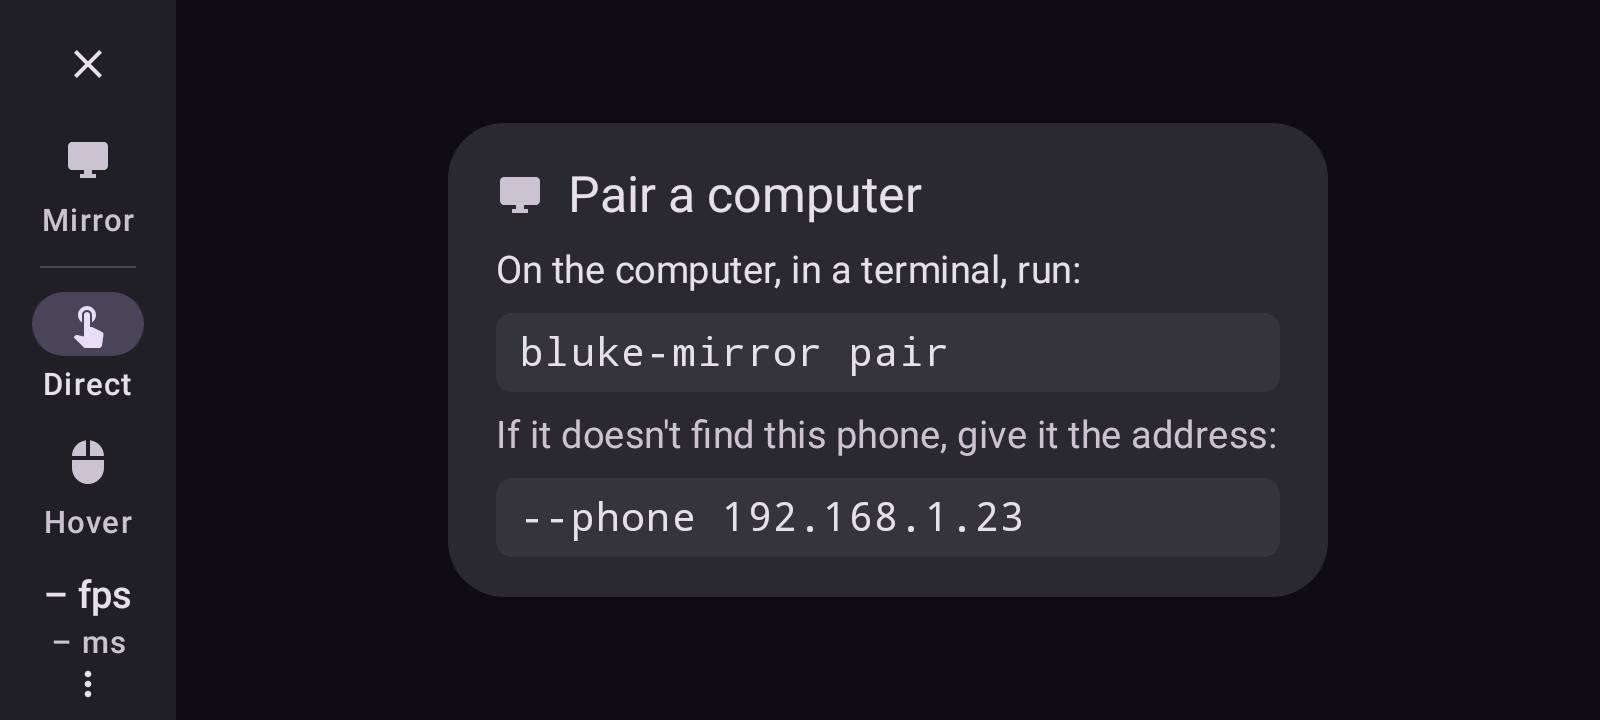 Mirror
Direct
Hover
– fps
– ms
Pair a computer
On the computer, in a terminal, run:
bluke-mirror pair
If it doesn't find this phone, give it the address:
--phone 192.168.1.23